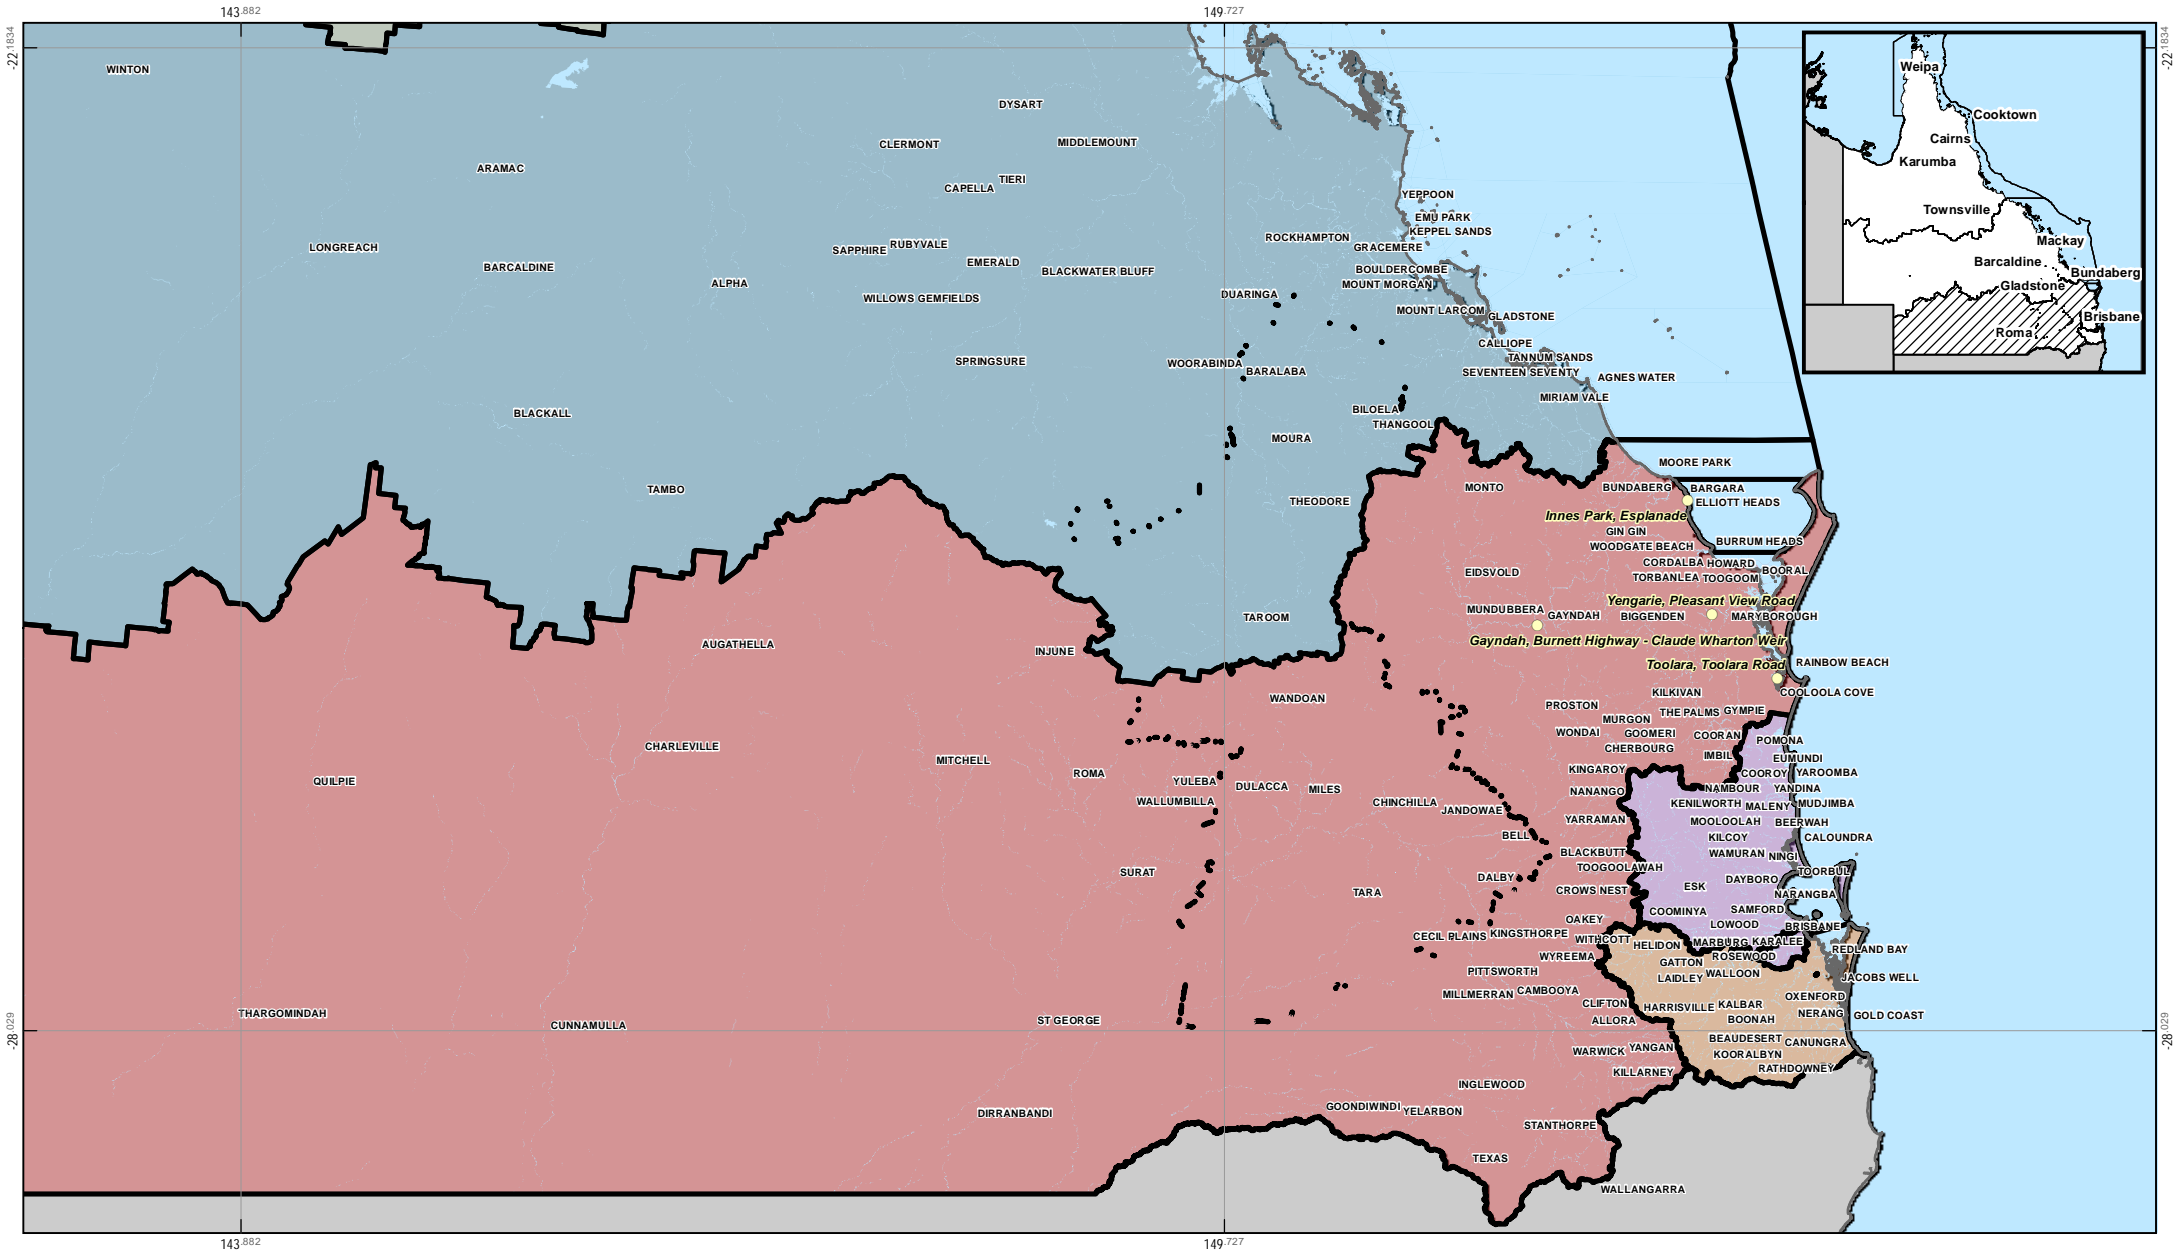 143.882
149.727
-22.1834
-22.1834
WINTON
DYSART
CLERMONT
MIDDLEMOUNT
ARAMAC
TIERI
CAPELLA
YEPPOON
EMU PARK
KEPPEL SANDS
ROCKHAMPTON
GRACEMERE
LONGREACH
SAPPHIRE
RUBYVALE
EMERALD
BARCALDINE
BLACKWATER BLUFF
BOULDERCOMBE
ALPHA
MOUNT MORGAN
WILLOWS GEMFIELDS
DUARINGA
MOUNT LARCOM
GLADSTONE
CALLIOPE
TANNUM SANDS
SPRINGSURE
WOORABINDA
BARALABA
SEVENTEEN SEVENTY
AGNES WATER
MIRIAM VALE
BLACKALL
BILOELA
THANGOOL
MOURA
MOORE PARK
TAMBO
THEODORE
MONTO
BUNDABERG
BARGARA
ELLIOTT HEADS
Innes Park, Esplanade
GIN GIN
WOODGATE BEACH
BURRUM HEADS
CORDALBA
HOWARD
BOORAL
EIDSVOLD
TORBANLEA
TOOGOOM
Yengarie, Pleasant View Road
MUNDUBBERA
GAYNDAH
BIGGENDEN
MARYBOROUGH
TAROOM
Gayndah, Burnett Highway - Claude Wharton Weir
AUGATHELLA
INJUNE
Toolara, Toolara Road
RAINBOW BEACH
COOLOOLA COVE
WANDOAN
KILKIVAN
PROSTON
THE PALMS
GYMPIE
MURGON
WONDAI
GOOMERI
COORAN
POMONA
CHERBOURG
CHARLEVILLE
MITCHELL
IMBIL
EUMUNDI
ROMA
KINGAROY
COOROY
YAROOMBA
QUILPIE
YULEBA
DULACCA
MILES
NANANGO
NAMBOUR
YANDINA
WALLUMBILLA
CHINCHILLA
JANDOWAE
KENILWORTH
MALENY
MUDJIMBA
YARRAMAN
MOOLOOLAH
BEERWAH
BELL
KILCOY
CALOUNDRA
BLACKBUTT
WAMURAN
NINGI
SURAT
TOOGOOLAWAH
TOORBUL
DALBY
DAYBORO
TARA
CROWS NEST
ESK
NARANGBA
OAKEY
COOMINYA
SAMFORD
LOWOOD
BRISBANE
CECIL PLAINS
KINGSTHORPE
WITHCOTT
HELIDON
MARBURG
KARALEE
REDLAND BAY
WYREEMA
ROSEWOOD
GATTON
PITTSWORTH
LAIDLEY
WALLOON
JACOBS WELL
MILLMERRAN
CAMBOOYA
OXENFORD
CLIFTON
HARRISVILLE
KALBAR
THARGOMINDAH
NERANG
GOLD COAST
CUNNAMULLA
ST GEORGE
ALLORA
BOONAH
-28.029
-28.029
BEAUDESERT
CANUNGRA
WARWICK
YANGAN
KOORALBYN
KILLARNEY
RATHDOWNEY
INGLEWOOD
DIRRANBANDI
GOONDIWINDI
YELARBON
STANTHORPE
TEXAS
WALLANGARRA
143.882
149.727
Weipa
Cooktown
Cairns
Karumba
Townsville
Mackay
Barcaldine
Bundaberg
Gladstone
Brisbane
Roma